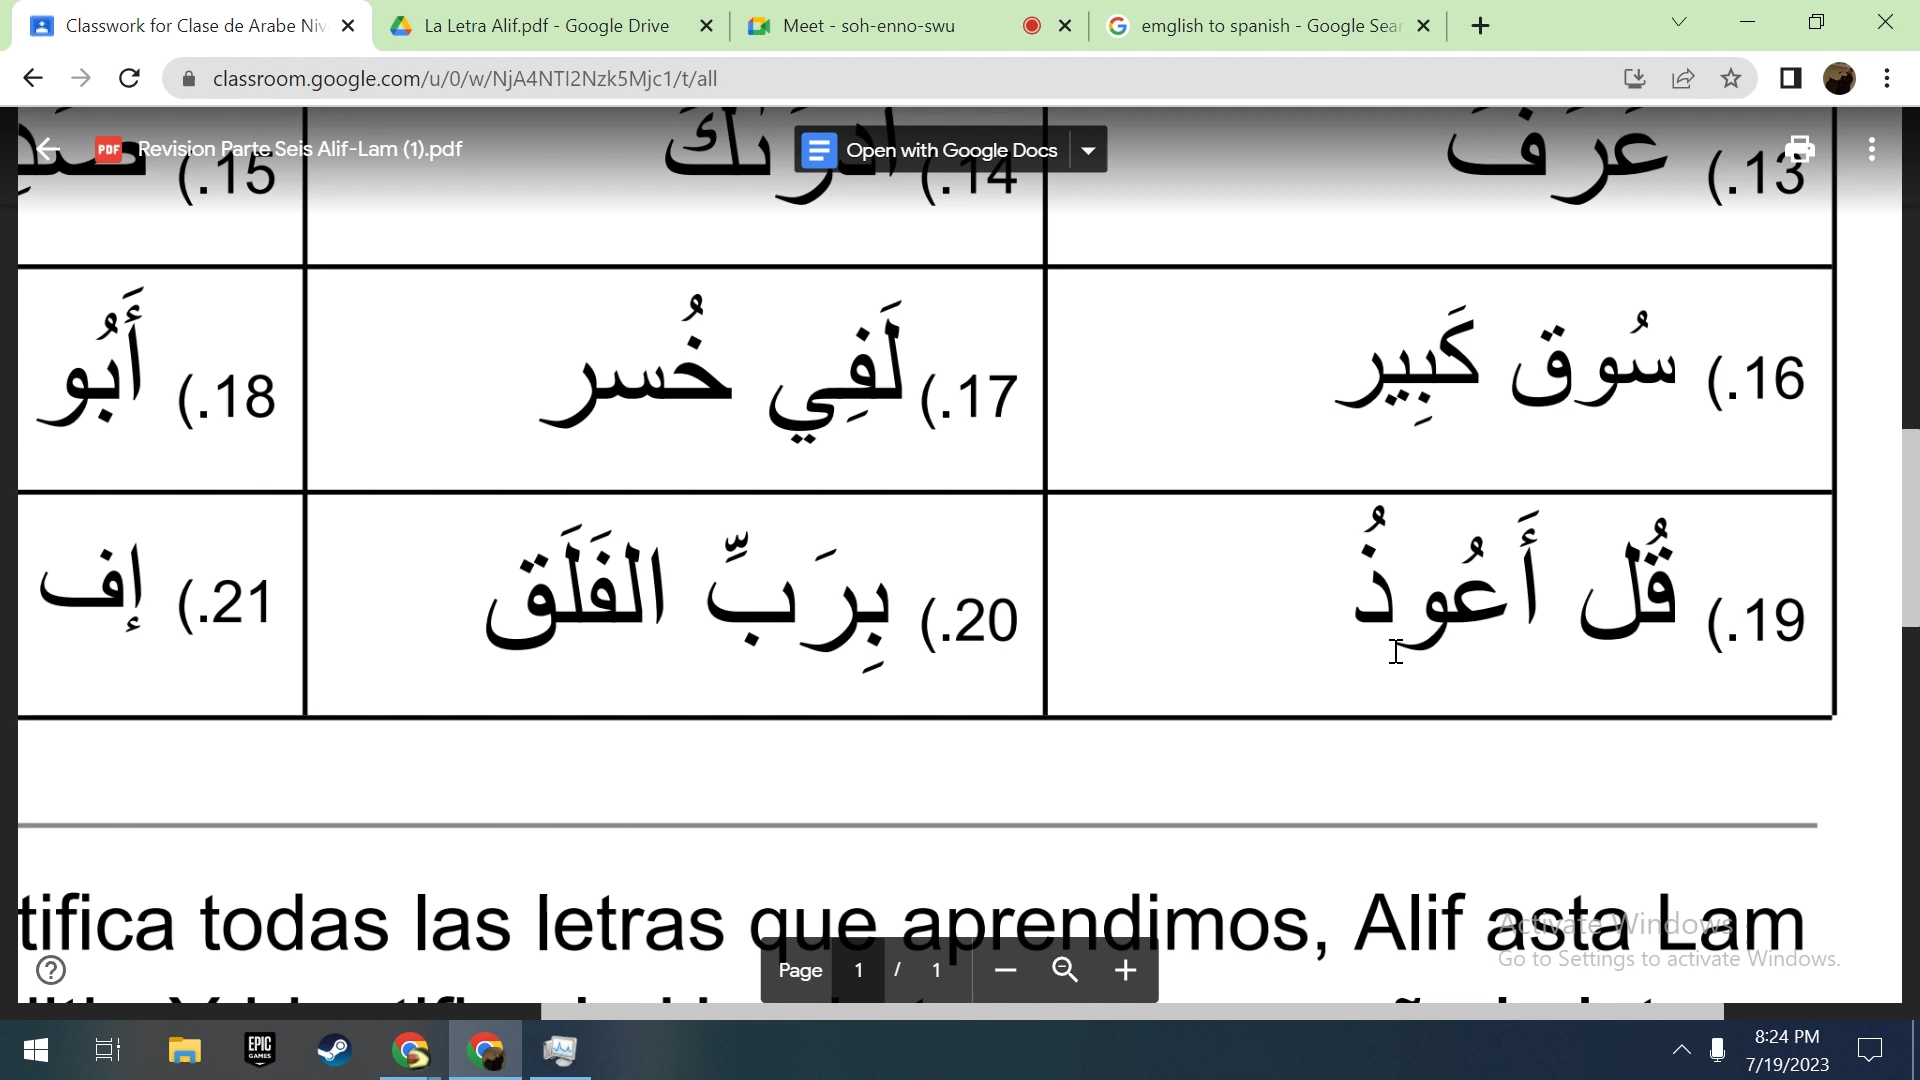 Classwork for Clase de Arabe Niv
La Letra Alif.pdf - Google Drive
Meet - soh-enno-swu
emglish to spanish - Google Sear
classroom.google.com/u/0/w/NjA4NTI2Nzk5Mjc1/t/all
PDF Revision Parte Seis Alif-Lam (1).pdf
Open with Google Docs
13.) عَرَفَ
14.)
15.)
16.) سُوق كَبِير
17.) لَفِي خُسر
18.) أَبُو
19.) قُل أَعُوذُ
20.) بِرَبِّ الفَلَق
21.) إِف
tifica todas las letras que aprendimos, Alif asta Lam
Activate Windows
Go to Settings to activate Windows.
Page 1 / 1
EPIC GAMES
8:24 PM
7/19/2023